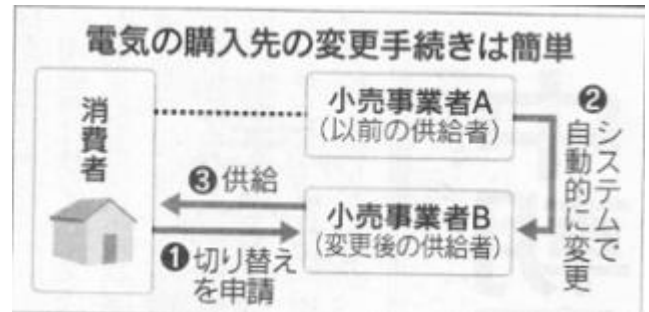 電気の購入先の変更手続きは簡単
消費者
小売事業者A
(以前の供給者)
❷システムで
自動的に変更
❸供給
小売事業者B
(変更後の供給者)
❶切り替え
を申請